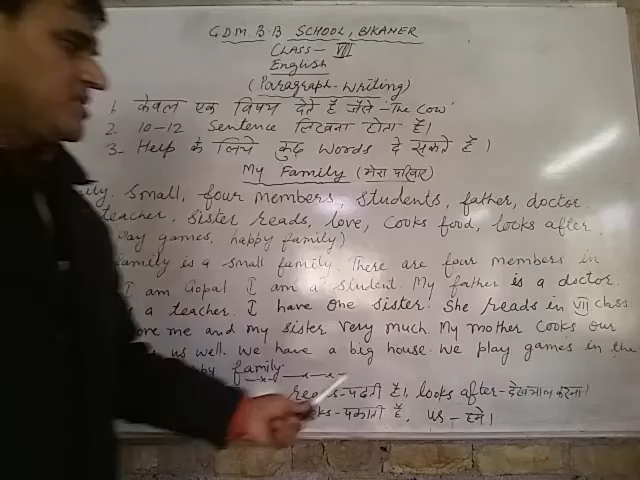 G.D.M. B.B SCHOOL, BIKANER
CLASS- VII
English
(Paragraph-Writing)
1. केवल एक विषय देते हैं जैसे 'The Cow'
2. 10-12 Sentence लिखना होता हैं।
3- Help के लिये कुछ words दे सकते हैं।
My Family (मेरा परिवार)
Small, four members, students, father, doctor.
teacher, sister reads, love, cooks food, looks after,
play games, happy family)
family is a small family. There are four members in
I am Gopal I am a student. My father is a doctor.
a teacher. I have one sister. She reads in VII class.
me and my sister very much. My mother cooks our
us well. We have a big house. We play games in the
family.
reads-पढ़ती है। looks after-देखभाल करना।
पकाती है. us-हमे।